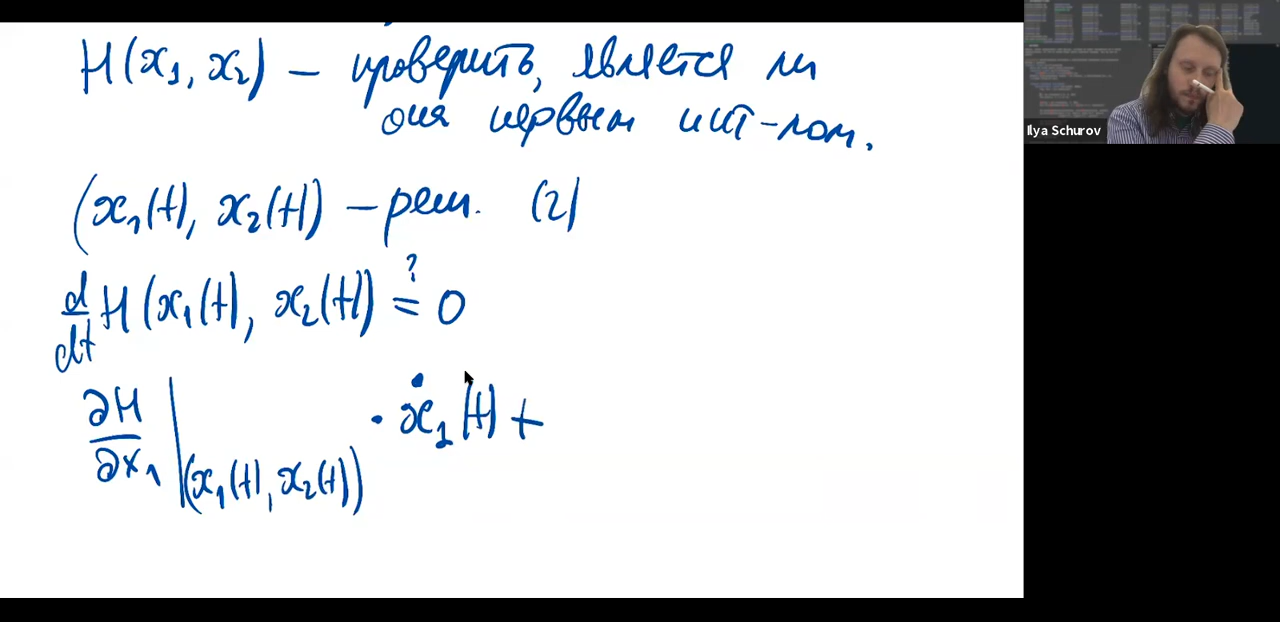 H(x₁, x₂) – проверить, является ли
она первым инт-лом.
(x₁(t), x₂(t)) – реш. (2)
d/dt H(x₁(t), x₂(t)) ?= 0
∂H/∂x₁ |(x₁(t), x₂(t)) · ẋ₁(t) +
Ilya Schurov